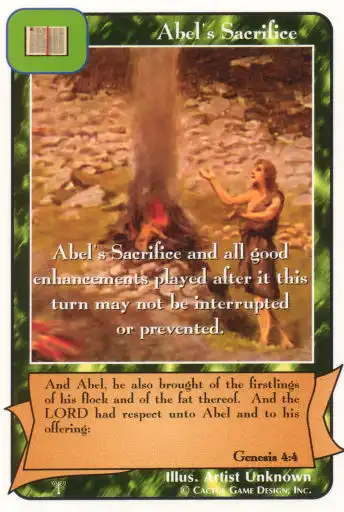 Abel's Sacrifice
Abel's Sacrifice and all good
enhancements played after it this
turn may not be interrupted
or prevented.
And Abel, he also brought of the firstlings
of his flock and of the fat thereof. And the
LORD had respect unto Abel and to his
offering:
Genesis 4:4
Illus. Artist Unknown
© Cactus Game Design, Inc.